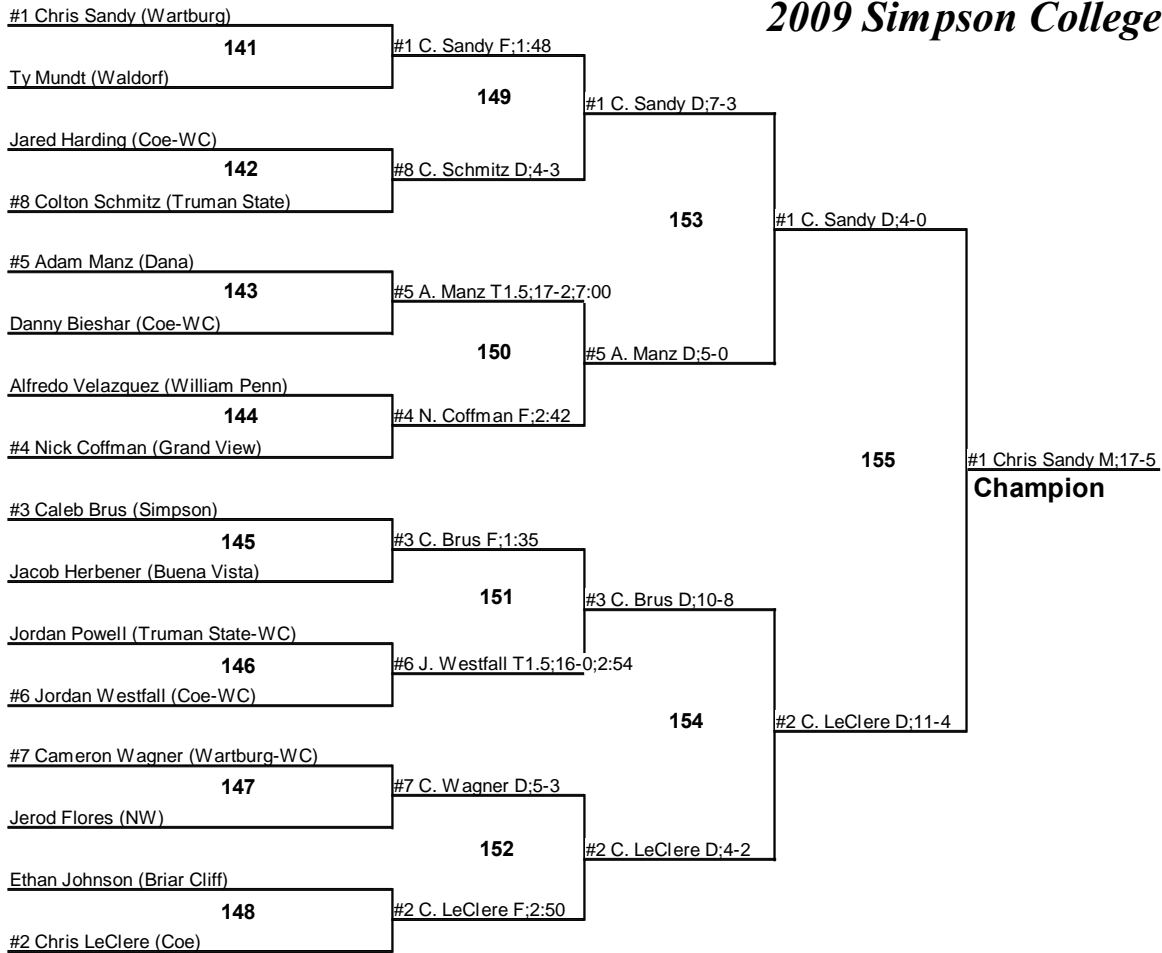 2009 Simpson College
#1 Chris Sandy (Wartburg)
141
Ty Mundt (Waldorf)
#1 C. Sandy F;1:48
149
Jared Harding (Coe-WC)
142
#8 Colton Schmitz (Truman State)
#8 C. Schmitz D;4-3
#1 C. Sandy D;7-3
153
#5 Adam Manz (Dana)
143
Danny Bieshar (Coe-WC)
#5 A. Manz T1.5;17-2;7:00
150
Alfredo Velazquez (William Penn)
144
#4 Nick Coffman (Grand View)
#4 N. Coffman F;2:42
#5 A. Manz D;5-0
#1 C. Sandy D;4-0
155
#1 Chris Sandy M;17-5
Champion
#3 Caleb Brus (Simpson)
145
Jacob Herbener (Buena Vista)
#3 C. Brus F;1:35
151
Jordan Powell (Truman State-WC)
146
#6 Jordan Westfall (Coe-WC)
#6 J. Westfall T1.5;16-0;2:54
#3 C. Brus D;10-8
154
#7 Cameron Wagner (Wartburg-WC)
147
Jerod Flores (NW)
#7 C. Wagner D;5-3
152
Ethan Johnson (Briar Cliff)
148
#2 Chris LeClere (Coe)
#2 C. LeClere F;2:50
#2 C. LeClere D;4-2
#2 C. LeClere D;11-4